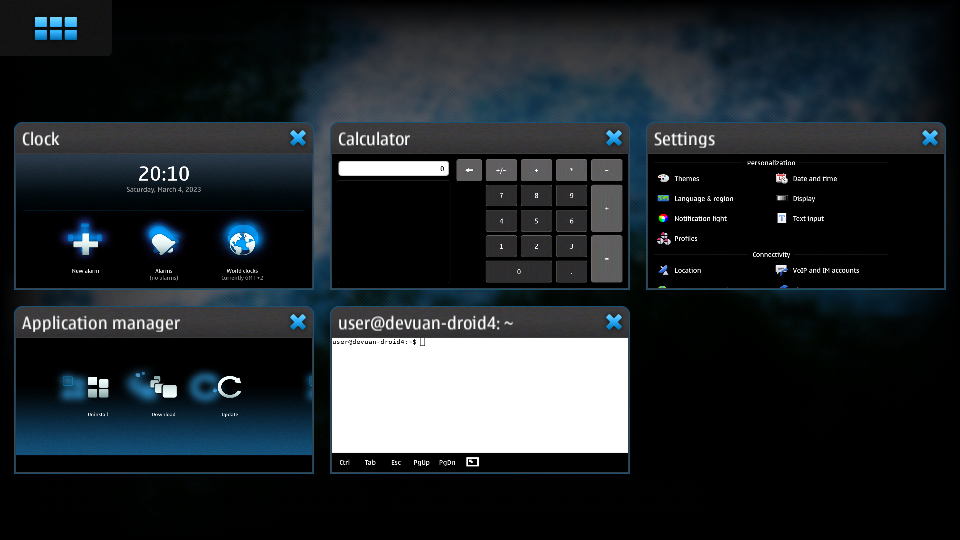 Clock
20:10
Saturday, March 4, 2023
New alarm
Alarms
(no alarms)
World clocks
Currently GMT+2
Calculator
0
+/-
7 8 9
4 5 6
1 2 3
0 .
=
Settings
Personalization
Themes
Date and time
Language & region
Display
Notification light
Text input
Profiles
Connectivity
Location
VoIP and IM accounts
Application manager
Uninstall
Download
Update
user@devuan-droid4: ~
user@devuan-droid4:~$
Ctrl Tab Esc PgUp PgDn